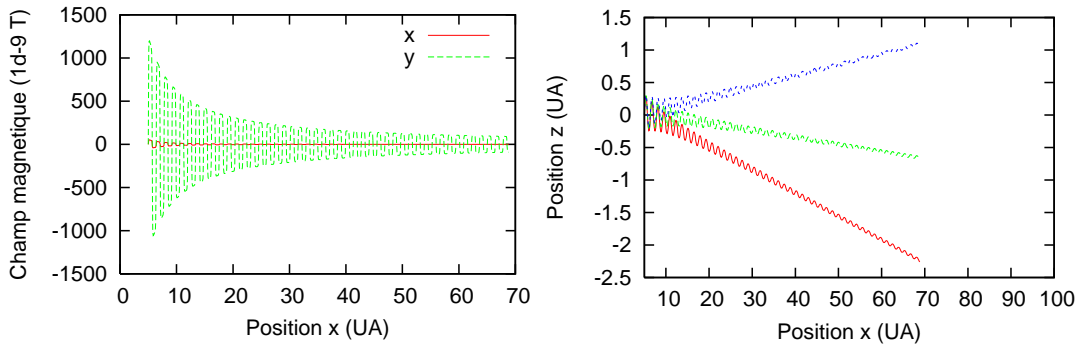 Champ magnetique (1d-9 T)
1500
1000
500
0
-500
-1000
-1500
x
y
0 10 20 30 40 50 60 70
Position x (UA)
Position z (UA)
1.5
1
0.5
0
-0.5
-1
-1.5
-2
-2.5
10 20 30 40 50 60 70 80 90 100
Position x (UA)